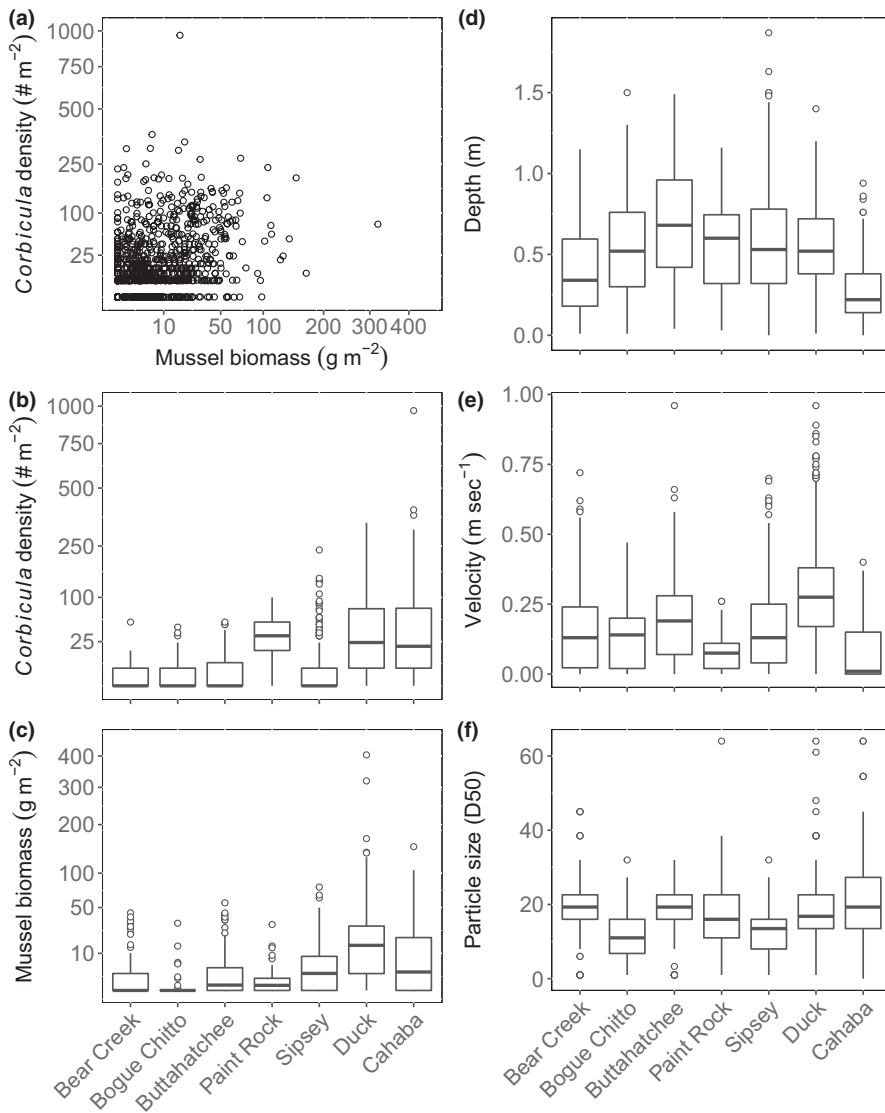 (a)
Corbicula density (# m⁻²)
1000
750
500
250
100
25
10 50 100 200 300 400
Mussel biomass (g m⁻²)
(b)
Corbicula density (# m⁻²)
1000
750
500
250
100
25
(c)
Mussel biomass (g m⁻²)
400
300
200
100
50
10
Bear Creek
Bogue Chitto
Buttahatchee
Paint Rock
Sipsey
Duck
Cahaba
(d)
Depth (m)
1.5
1.0
0.5
0.0
(e)
Velocity (m sec⁻¹)
1.00
0.75
0.50
0.25
0.00
(f)
Particle size (D50)
60
40
20
0
Bear Creek
Bogue Chitto
Buttahatchee
Paint Rock
Sipsey
Duck
Cahaba